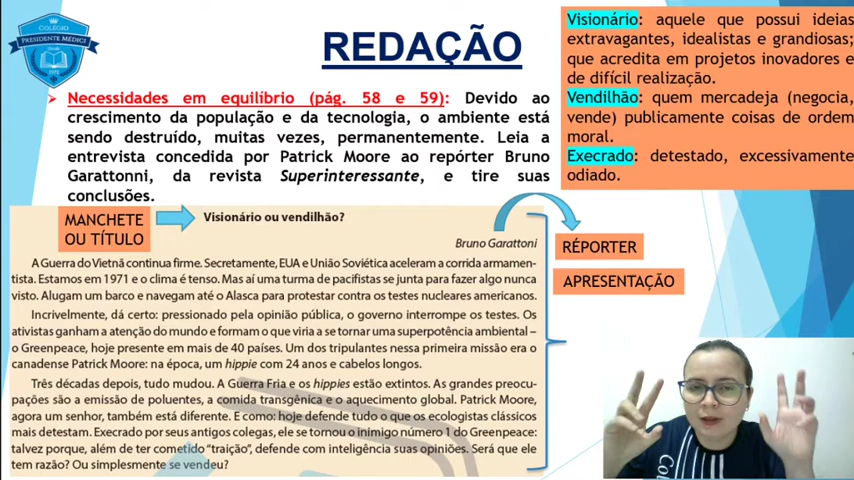 COLÉGIO
PRESIDENTE MÉDICI
REDAÇÃO
Necessidades em equilíbrio (pág. 58 e 59): Devido ao
crescimento da população e da tecnologia, o ambiente está
sendo destruído, muitas vezes, permanentemente. Leia a
entrevista concedida por Patrick Moore ao repórter Bruno
Garattonni, da revista Superinteressante, e tire suas
conclusões.
Visionário: aquele que possui ideias
extravagantes, idealistas e grandiosas;
que acredita em projetos inovadores e
de difícil realização.
Vendilhão: quem mercadeja (negocia,
vende) publicamente coisas de ordem
moral.
Execrado: detestado, excessivamente
odiado.
MANCHETE
OU TÍTULO
Visionário ou vendilhão?
Bruno Garattoni
RÉPORTER
APRESENTAÇÃO
A Guerra do Vietnã continua firme. Secretamente, EUA e União Soviética aceleram a corrida armamen-
tista. Estamos em 1971 e o clima é tenso. Mas aí uma turma de pacifistas se junta para fazer algo nunca
visto. Alugam um barco e navegam até o Alasca para protestar contra os testes nucleares americanos.
Incrivelmente, dá certo: pressionado pela opinião pública, o governo interrompe os testes. Os
ativistas ganham a atenção do mundo e formam o que viria a se tornar uma superpotência ambiental –
o Greenpeace, hoje presente em mais de 40 países. Um dos tripulantes nessa primeira missão era o
canadense Patrick Moore: na época, um hippie com 24 anos e cabelos longos.
Três décadas depois, tudo mudou. A Guerra Fria e os hippies estão extintos. As grandes preocu-
pações são a emissão de poluentes, a comida transgênica e o aquecimento global. Patrick Moore,
agora um senhor, também está diferente. E como: hoje defende tudo o que os ecologistas clássicos
mais detestam. Execrado por seus antigos colegas, ele se tornou o inimigo número 1 do Greenpeace:
talvez porque, além de ter cometido "traição", defende com inteligência suas opiniões. Será que ele
tem razão? Ou simplesmente se vendeu?